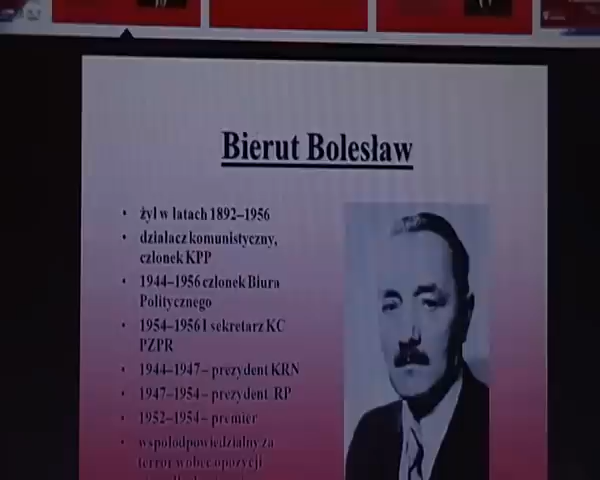 Bierut Bolesław
• żył w latach 1892–1956
• działacz komunistyczny,
członek KPP
• 1944–1956 członek Biura
Politycznego
• 1954–1956 I sekretarz KC
PZPR
• 1944–1947 – prezydent KRN
• 1947–1954 – prezydent RP
• 1952–1954 – premier
• współodpowiedzialny za
terror wobec opozycji